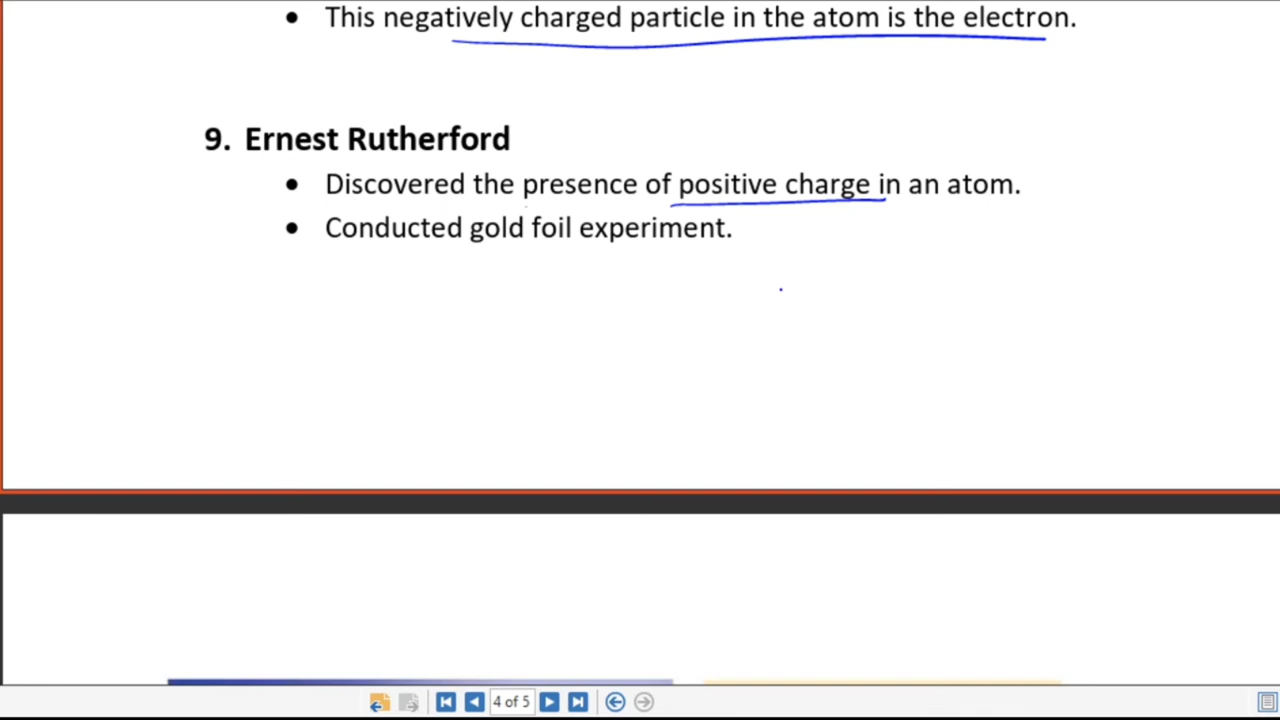 • This negatively charged particle in the atom is the electron.
9. Ernest Rutherford
• Discovered the presence of positive charge in an atom.
• Conducted gold foil experiment.
4 of 5